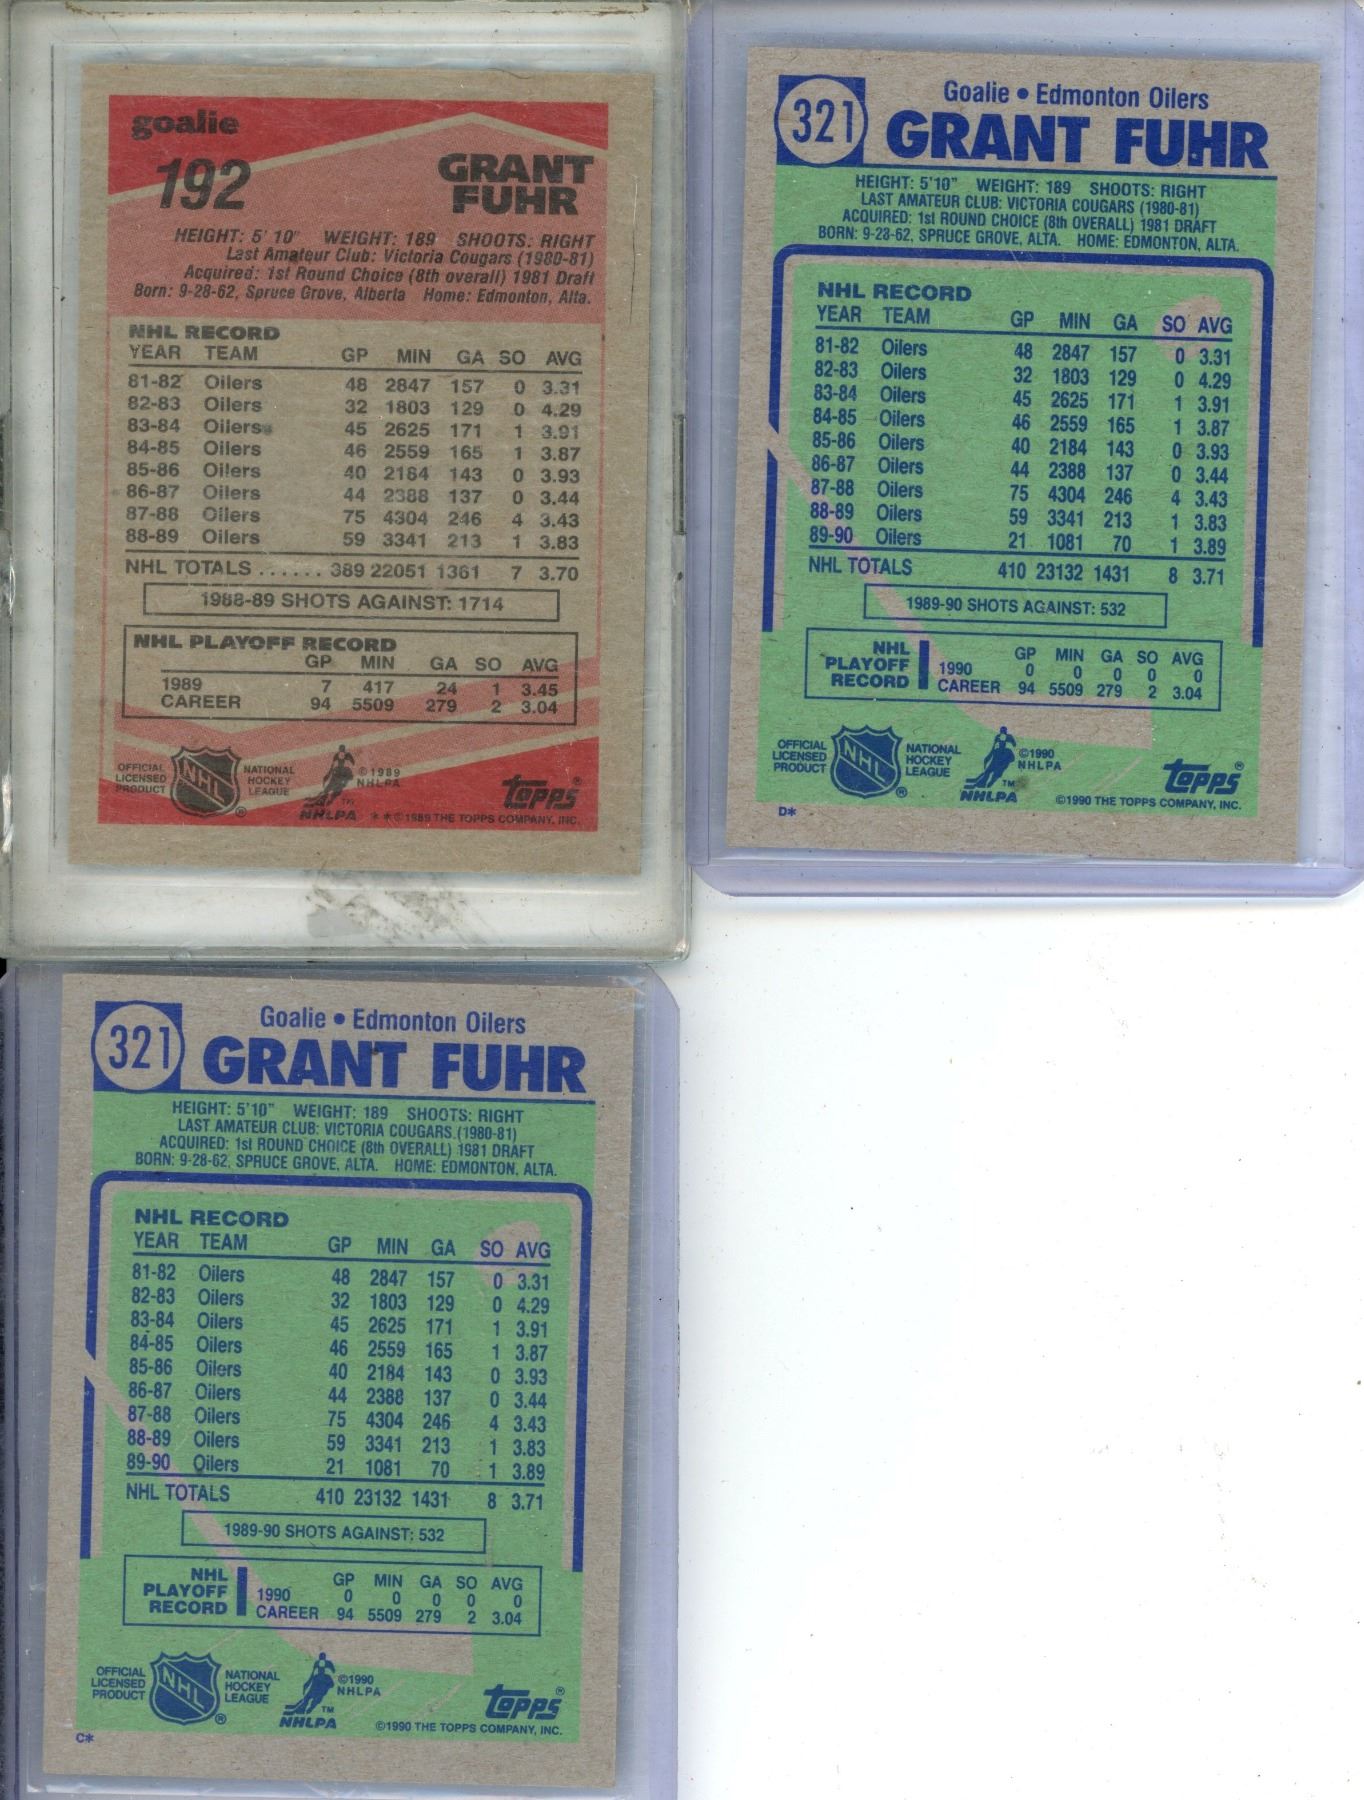 goalie
192
GRANT
FUHR
HEIGHT: 5' 10" WEIGHT: 189 SHOOTS: RIGHT
Last Amateur Club: Victoria Cougars (1980-81)
Acquired: 1st Round Choice (8th overall) 1981 Draft
Born: 9-28-62, Spruce Grove, Alberta Home: Edmonton, Alta.
NHL RECORD
YEAR TEAM GP MIN GA SO AVG
81-82 Oilers 48 2847 157 0 3.31
82-83 Oilers 32 1803 129 0 4.29
83-84 Oilers 45 2625 171 1 3.91
84-85 Oilers 46 2559 165 1 3.87
85-86 Oilers 40 2184 143 0 3.93
86-87 Oilers 44 2388 137 0 3.44
87-88 Oilers 75 4304 246 4 3.43
88-89 Oilers 59 3341 213 1 3.83
NHL TOTALS ...... 389 22051 1361 7 3.70
1988-89 SHOTS AGAINST: 1714
NHL PLAYOFF RECORD
GP MIN GA SO AVG
1989 7 417 24 1 3.45
CAREER 94 5509 279 2 3.04
OFFICIAL LICENSED PRODUCT
NHL ®
NATIONAL HOCKEY LEAGUE
©1989 NHLPA
TM
NHLPA
topps®
**©1989 THE TOPPS COMPANY, INC.
321
Goalie • Edmonton Oilers
GRANT FUHR
HEIGHT: 5'10" WEIGHT: 189 SHOOTS: RIGHT
LAST AMATEUR CLUB: VICTORIA COUGARS (1980-81)
ACQUIRED: 1st ROUND CHOICE (8th OVERALL) 1981 DRAFT
BORN: 9-28-62, SPRUCE GROVE, ALTA. HOME: EDMONTON, ALTA.
NHL RECORD
YEAR TEAM GP MIN GA SO AVG
81-82 Oilers 48 2847 157 0 3.31
82-83 Oilers 32 1803 129 0 4.29
83-84 Oilers 45 2625 171 1 3.91
84-85 Oilers 46 2559 165 1 3.87
85-86 Oilers 40 2184 143 0 3.93
86-87 Oilers 44 2388 137 0 3.44
87-88 Oilers 75 4304 246 4 3.43
88-89 Oilers 59 3341 213 1 3.83
89-90 Oilers 21 1081 70 1 3.89
NHL TOTALS 410 23132 1431 8 3.71
1989-90 SHOTS AGAINST: 532
NHL PLAYOFF RECORD
GP MIN GA SO AVG
1990 0 0 0 0 0
CAREER 94 5509 279 2 3.04
OFFICIAL LICENSED PRODUCT
NHL ®
NATIONAL HOCKEY LEAGUE
©1990 NHLPA
TM
NHLPA
topps®
©1990 THE TOPPS COMPANY, INC.
D*
321
Goalie • Edmonton Oilers
GRANT FUHR
HEIGHT: 5'10" WEIGHT: 189 SHOOTS: RIGHT
LAST AMATEUR CLUB: VICTORIA COUGARS (1980-81)
ACQUIRED: 1st ROUND CHOICE (8th OVERALL) 1981 DRAFT
BORN: 9-28-62, SPRUCE GROVE, ALTA. HOME: EDMONTON, ALTA.
NHL RECORD
YEAR TEAM GP MIN GA SO AVG
81-82 Oilers 48 2847 157 0 3.31
82-83 Oilers 32 1803 129 0 4.29
83-84 Oilers 45 2625 171 1 3.91
84-85 Oilers 46 2559 165 1 3.87
85-86 Oilers 40 2184 143 0 3.93
86-87 Oilers 44 2388 137 0 3.44
87-88 Oilers 75 4304 246 4 3.43
88-89 Oilers 59 3341 213 1 3.83
89-90 Oilers 21 1081 70 1 3.89
NHL TOTALS 410 23132 1431 8 3.71
1989-90 SHOTS AGAINST: 532
NHL PLAYOFF RECORD
GP MIN GA SO AVG
1990 0 0 0 0 0
CAREER 94 5509 279 2 3.04
OFFICIAL LICENSED PRODUCT
NHL ®
NATIONAL HOCKEY LEAGUE
©1990 NHLPA
TM
NHLPA
topps®
©1990 THE TOPPS COMPANY, INC.
C*